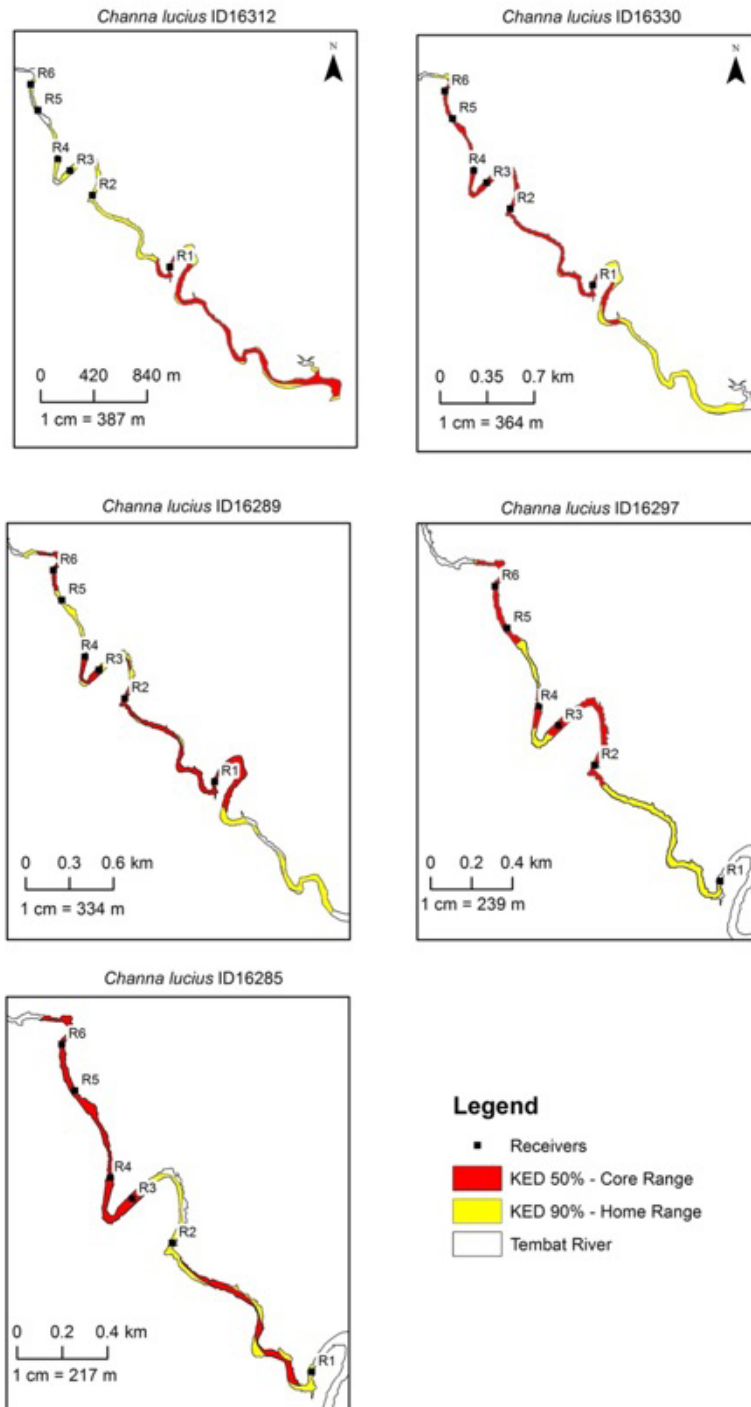 Channa lucius ID16312
N
R6
R5
R4
R3
R2
R1
0 420 840 m
1 cm = 387 m
Channa lucius ID16330
N
R6
R5
R4
R3
R2
R1
0 0.35 0.7 km
1 cm = 364 m
Channa lucius ID16289
R6
R5
R4
R3
R2
R1
0 0.3 0.6 km
1 cm = 334 m
Channa lucius ID16297
R6
R5
R4
R3
R2
R1
0 0.2 0.4 km
1 cm = 239 m
Channa lucius ID16285
R6
R5
R4
R3
R2
R1
0 0.2 0.4 km
1 cm = 217 m
Legend
Receivers
KED 50% - Core Range
KED 90% - Home Range
Tembat River